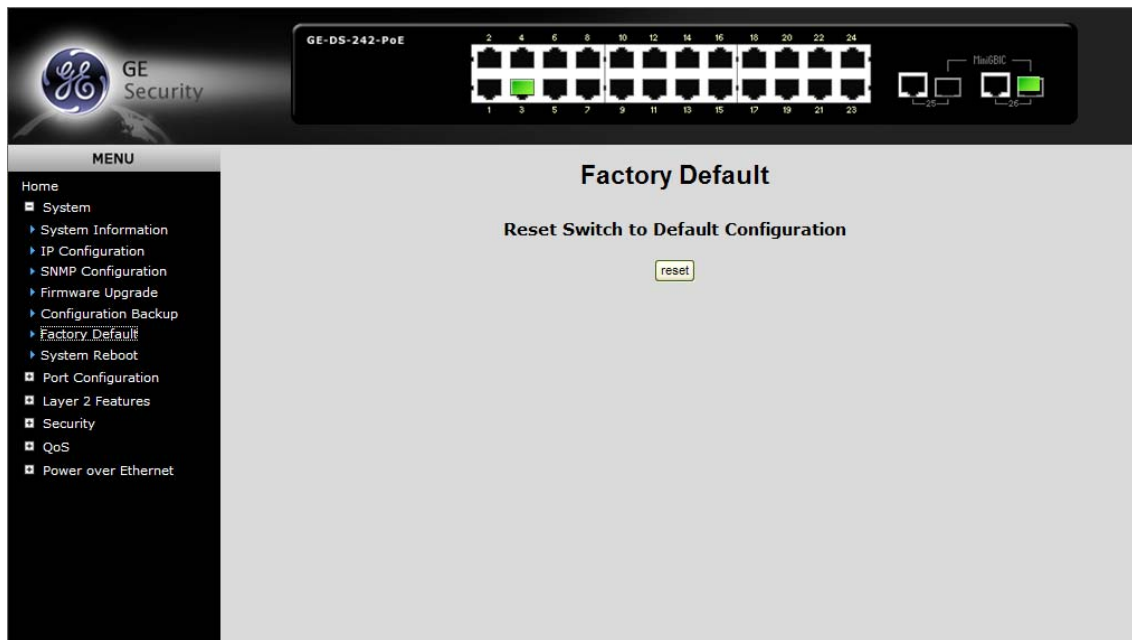 GE
Security
GE-DS-242-PoE
2 4 6 8 10 12 14 16 18 20 22 24
1 3 5 7 9 11 13 15 17 19 21 23
MiniGBIC
25 26
MENU
Home
System
System Information
IP Configuration
SNMP Configuration
Firmware Upgrade
Configuration Backup
Factory Default
System Reboot
Port Configuration
Layer 2 Features
Security
QoS
Power over Ethernet
Factory Default
Reset Switch to Default Configuration
reset